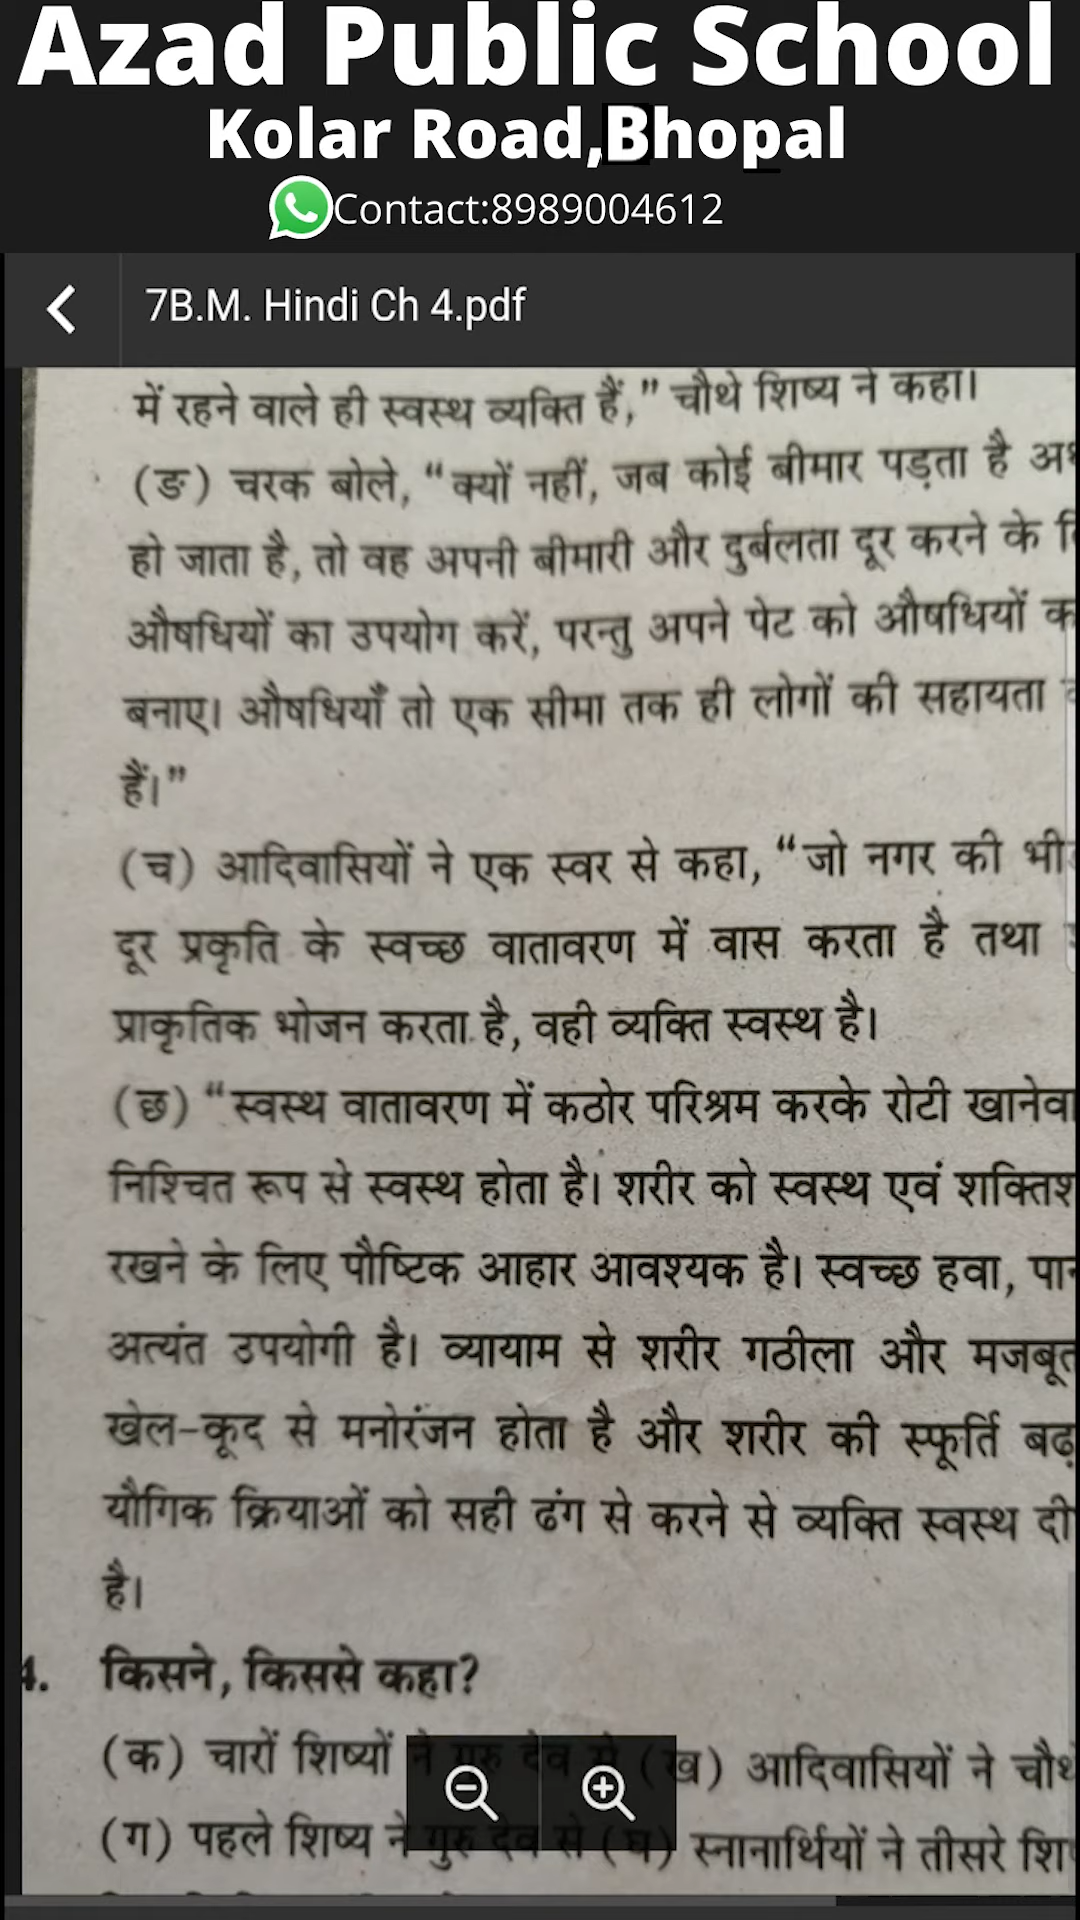 Azad Public School
Kolar Road,Bhopal
Contact:8989004612
7B.M. Hindi Ch 4.pdf
में रहने वाले ही स्वस्थ व्यक्ति हैं,” चौथे शिष्य ने कहा।
(ङ) चरक बोले, “क्यों नहीं, जब कोई बीमार पड़ता है
हो जाता है, तो वह अपनी बीमारी और दुर्बलता दूर करने के
औषधियों का उपयोग करें, परन्तु अपने पेट को औषधियों
बनाए। औषधियाँ तो एक सीमा तक ही लोगों की सहायता
हैं।”
(च) आदिवासियों ने एक स्वर से कहा, “जो नगर की
दूर प्रकृति के स्वच्छ वातावरण में वास करता है तथा
प्राकृतिक भोजन करता है, वही व्यक्ति स्वस्थ है।
(छ) “स्वस्थ वातावरण में कठोर परिश्रम करके रोटी
निश्चित रूप से स्वस्थ होता है। शरीर को स्वस्थ एवं
रखने के लिए पौष्टिक आहार आवश्यक है। स्वच्छ हवा,
अत्यंत उपयोगी है। व्यायाम से शरीर गठीला और मजबूत
खेल-कूद से मनोरंजन होता है और शरीर की स्फूर्ति
यौगिक क्रियाओं को सही ढंग से करने से व्यक्ति स्वस्थ
है।
4. किसने, किससे कहा?
(क) चारों शिष्यों ने गुरु देव से (ख) आदिवासियों ने
(ग) पहले शिष्य ने गुरु देव से (घ) स्नानार्थियों ने तीसरे